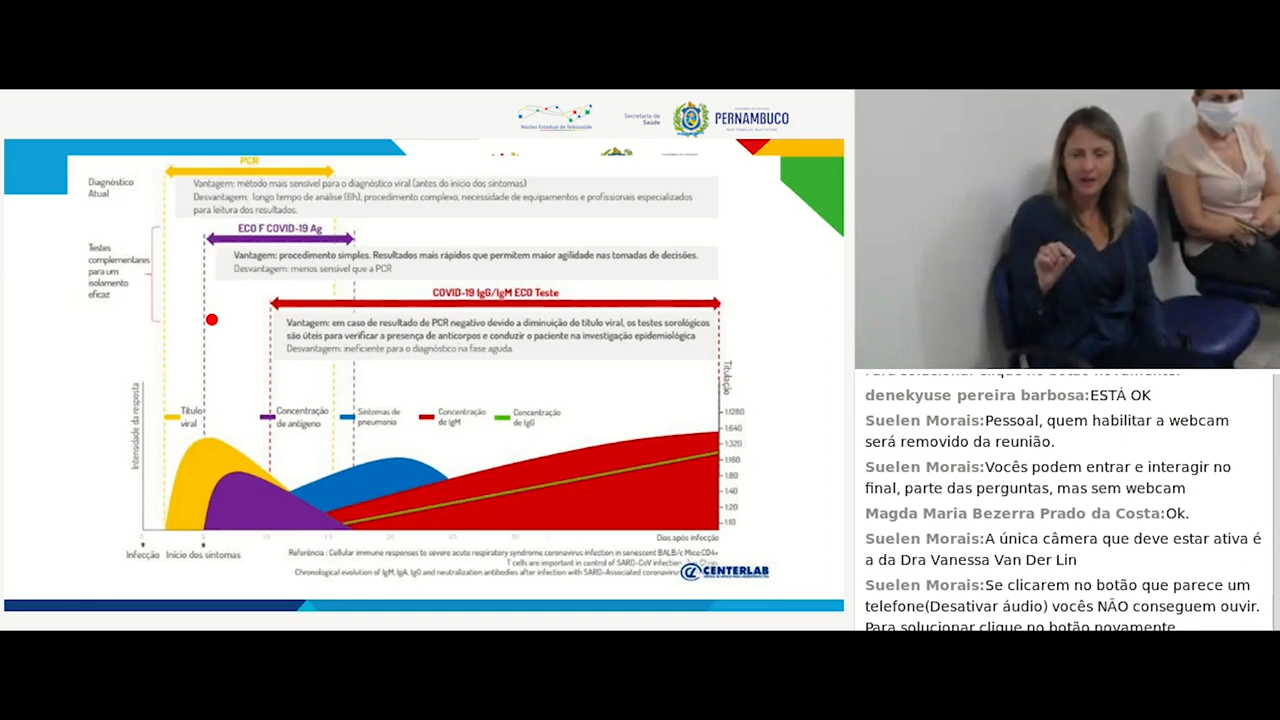 Núcleo Estadual de Telessaúde
Secretaria de
Saúde
PERNAMBUCO
PCR
Diagnóstico
Atual
Vantagem: método mais sensível para o diagnóstico viral (antes do início dos sintomas)
Desvantagem: longo tempo de análise (6h), procedimento complexo, necessidade de equipamentos e profissionais especializados
para leitura dos resultados.
ECO F COVID-19 Ag
Testes
complementares
para um
isolamento
eficaz
Vantagem: procedimento simples. Resultados mais rápidos que permitem maior agilidade nas tomadas de decisões.
Desvantagem: menos sensível que a PCR
COVID-19 IgG/IgM ECO Teste
Vantagem: em caso de resultado de PCR negativo devido a diminuição do título viral, os testes sorológicos
são úteis para verificar a presença de anticorpos e conduzir o paciente na investigação epidemiológica
Desvantagem: ineficiente para o diagnóstico na fase aguda.
Intensidade da resposta
Titulação
Título
viral
Concentração
de antígeno
Sintomas de
pneumonia
Concentração
de IgM
Concentração
de IgG
1:1280
1:640
1:320
1:160
1:80
1:40
1:20
1:10
Dias após infecção
Infecção
Início dos sintomas
Referência : Cellular immune responses to severe acute respiratory syndrome coronavirus infection in senescent BALB/c Mice:CD4+
T cells are important in control of SARS-CoV infection
Chronological evolution of IgM, IgA, IgG and neutralization antibodies after infection with SARS-Associated coronavirus
CENTERLAB
denekyuse pereira barbosa:ESTÁ OK
Suelen Morais:Pessoal, quem habilitar a webcam
será removido da reunião.
Suelen Morais:Vocês podem entrar e interagir no
final, parte das perguntas, mas sem webcam
Magda Maria Bezerra Prado da Costa:Ok.
Suelen Morais:A única câmera que deve estar ativa é
a da Dra Vanessa Van Der Lin
Suelen Morais:Se clicarem no botão que parece um
telefone(Desativar áudio) vocês NÃO conseguem ouvir.
Para solucionar clique no botão novamente